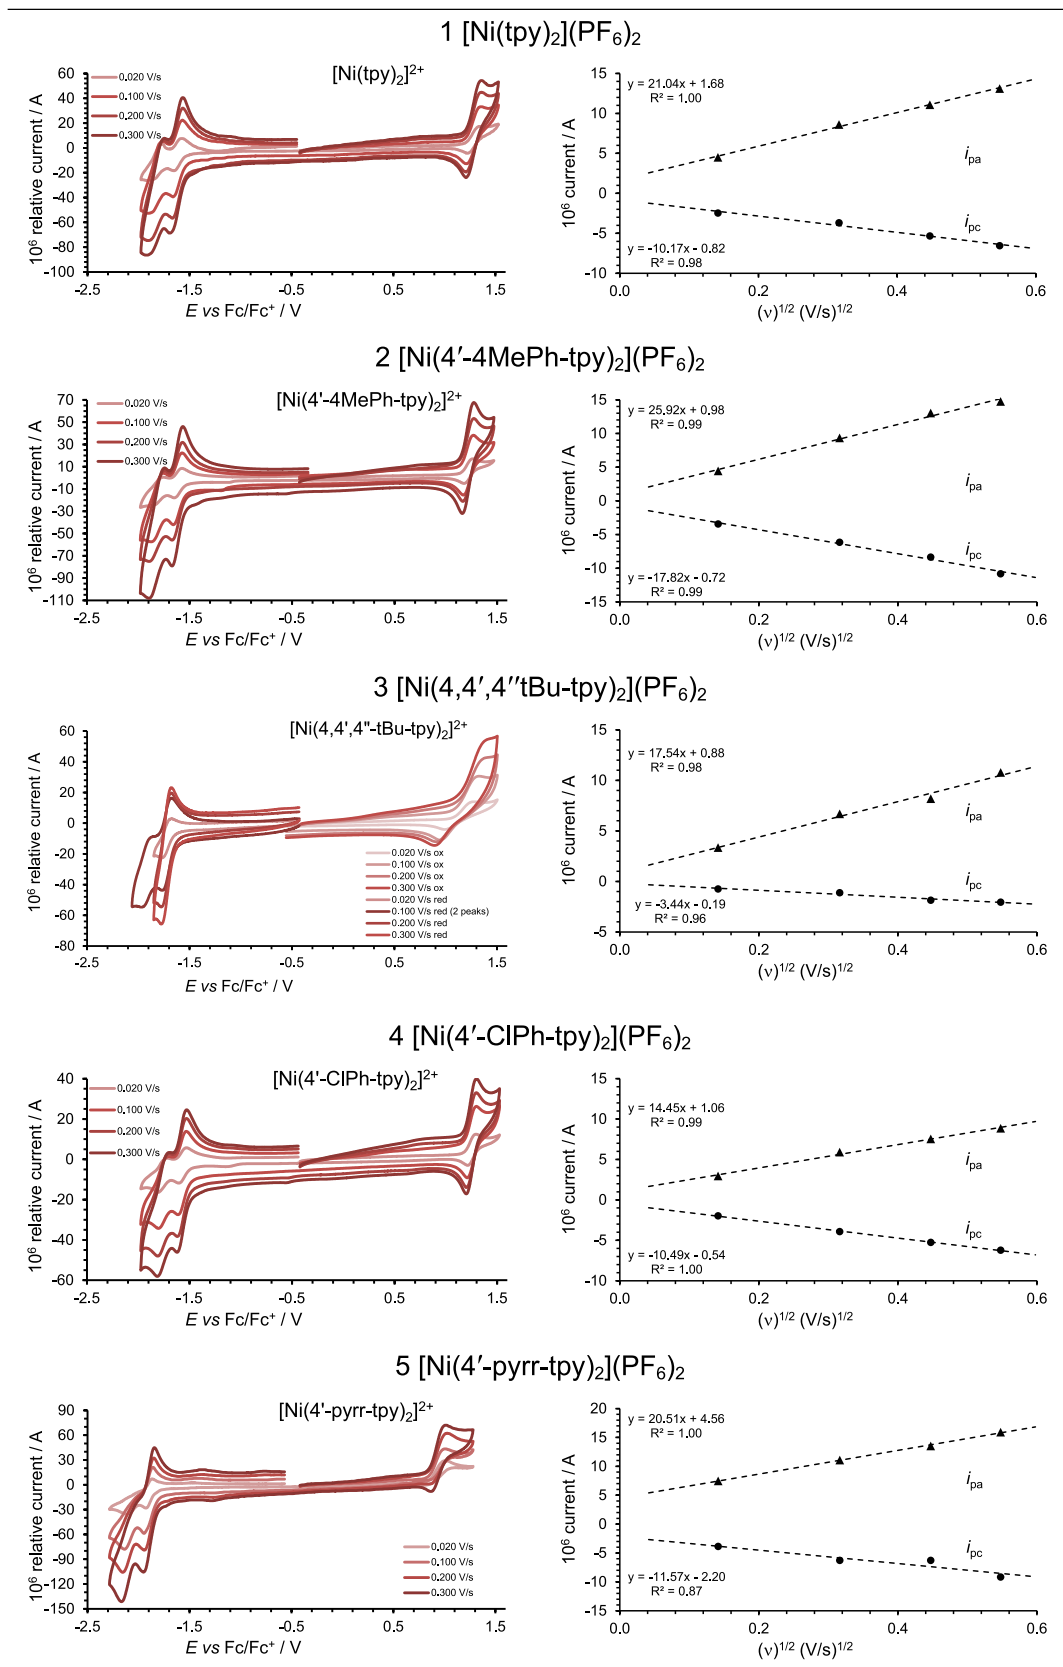 1 [Ni(tpy)₂](PF₆)₂
[Ni(tpy)₂]²⁺
0.020 V/s
0.100 V/s
0.200 V/s
0.300 V/s
10⁶ relative current / A
60
40
20
0
-20
-40
-60
-80
-100
-2.5
-1.5
-0.5
0.5
1.5
E vs Fc/Fc⁺ / V
y = 21.04x + 1.68
R² = 1.00
iₚₐ
iₚc
y = -10.17x - 0.82
R² = 0.98
10⁶ current / A
15
10
5
0
-5
-10
0.0
0.2
0.4
0.6
(ν)¹/² (V/s)¹/²
2 [Ni(4′-4MePh-tpy)₂](PF₆)₂
[Ni(4'-4MePh-tpy)₂]²⁺
0.020 V/s
0.100 V/s
0.200 V/s
0.300 V/s
10⁶ relative current / A
70
50
30
10
-10
-30
-50
-70
-90
-110
-2.5
-1.5
-0.5
0.5
1.5
E vs Fc/Fc⁺ / V
y = 25.92x + 0.98
R² = 0.99
iₚₐ
iₚc
y = -17.82x - 0.72
R² = 0.99
10⁶ current / A
15
10
5
0
-5
-10
-15
0.0
0.2
0.4
0.6
(ν)¹/² (V/s)¹/²
3 [Ni(4,4′,4′′tBu-tpy)₂](PF₆)₂
[Ni(4,4',4"-tBu-tpy)₂]²⁺
10⁶ relative current / A
60
40
20
0
-20
-40
-60
-80
0.020 V/s ox
0.100 V/s ox
0.200 V/s ox
0.300 V/s ox
0.020 V/s red
0.100 V/s red (2 peaks)
0.200 V/s red
0.300 V/s red
-2.5
-1.5
-0.5
0.5
1.5
E vs Fc/Fc⁺ / V
y = 17.54x + 0.88
R² = 0.98
iₚₐ
iₚc
y = -3.44x - 0.19
R² = 0.96
10⁶ current / A
15
10
5
0
-5
0.0
0.2
0.4
0.6
(ν)¹/² (V/s)¹/²
4 [Ni(4′-ClPh-tpy)₂](PF₆)₂
[Ni(4'-ClPh-tpy)₂]²⁺
0.020 V/s
0.100 V/s
0.200 V/s
0.300 V/s
10⁶ relative current / A
40
20
0
-20
-40
-60
-2.5
-1.5
-0.5
0.5
1.5
E vs Fc/Fc⁺ / V
y = 14.45x + 1.06
R² = 0.99
iₚₐ
iₚc
y = -10.49x - 0.54
R² = 1.00
10⁶ current / A
15
10
5
0
-5
-10
0.0
0.2
0.4
0.6
(ν)¹/² (V/s)¹/²
5 [Ni(4′-pyrr-tpy)₂](PF₆)₂
[Ni(4'-pyrr-tpy)₂]²⁺
10⁶ relative current / A
90
60
30
0
-30
-60
-90
-120
-150
0.020 V/s
0.100 V/s
0.200 V/s
0.300 V/s
-2.5
-1.5
-0.5
0.5
1.5
E vs Fc/Fc⁺ / V
y = 20.51x + 4.56
R² = 1.00
iₚₐ
iₚc
y = -11.57x - 2.20
R² = 0.87
10⁶ current / A
20
15
10
5
0
-5
-10
-15
0.0
0.2
0.4
0.6
(ν)¹/² (V/s)¹/²